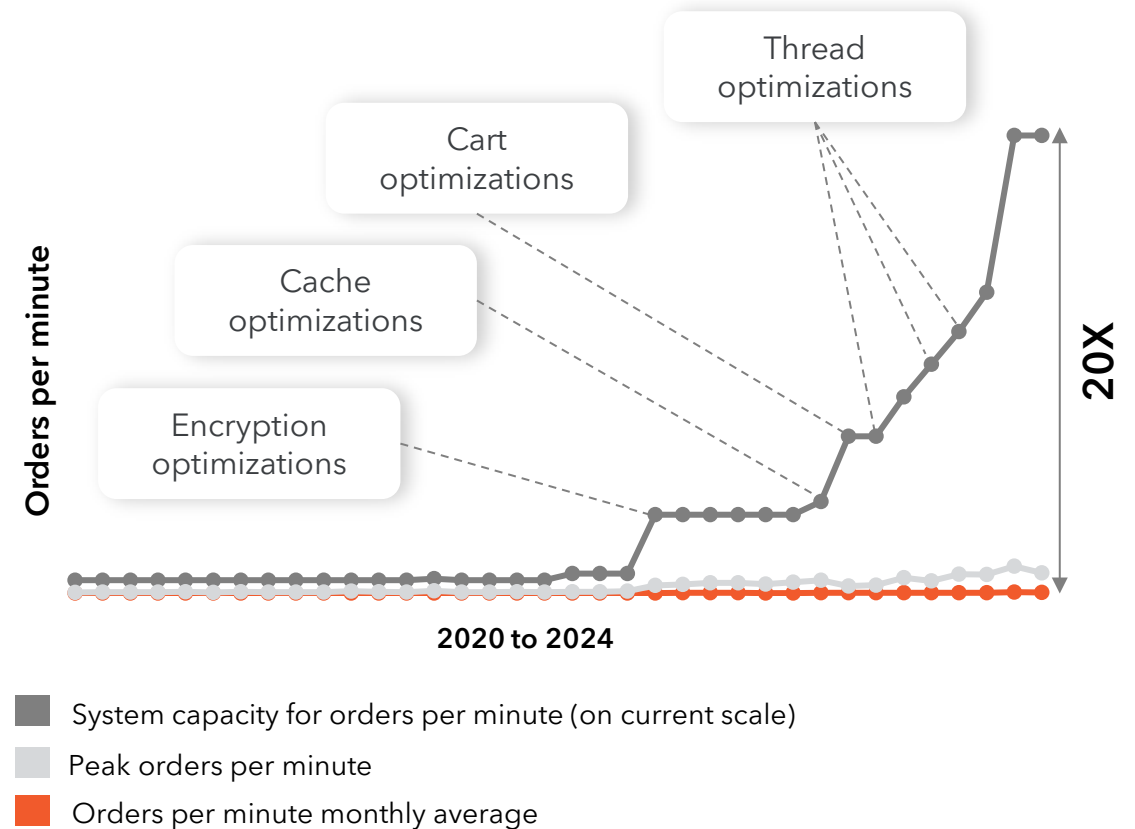 Thread
optimizations
Cart
optimizations
Cache
optimizations
Encryption
optimizations
Orders per minute
20X
2020 to 2024
System capacity for orders per minute (on current scale)
Peak orders per minute
Orders per minute monthly average